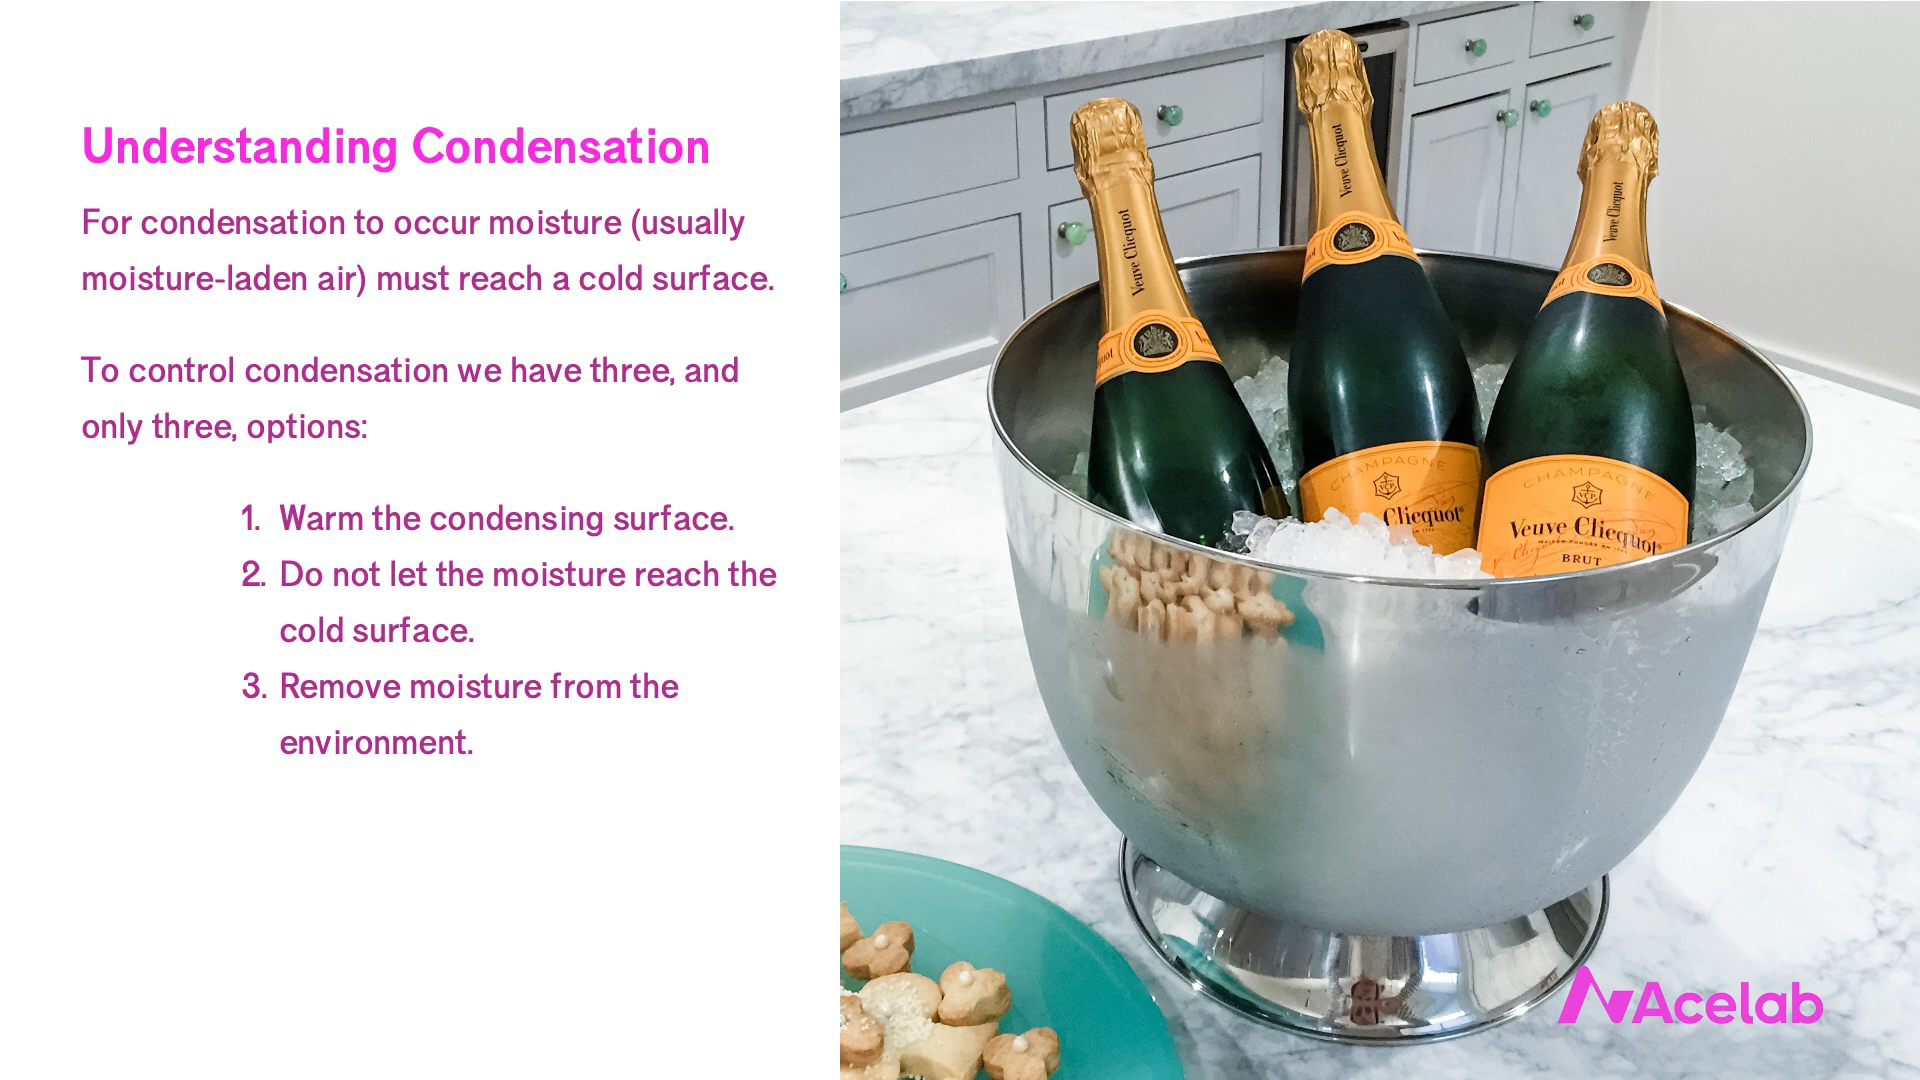 Understanding Condensation
For condensation to occur moisture (usually
moisture-laden air) must reach a cold surface.
To control condensation we have three, and
only three, options:
1. Warm the condensing surface.
2. Do not let the moisture reach the
cold surface.
3. Remove moisture from the
environment.
Veuve Clicquot
Veuve Clicquot
Veuve Clicquot
CHAMPAGNE
VCP
Clicquot
CHAMPAGNE
VCP
Veuve Clicquot
BRUT
Acelab